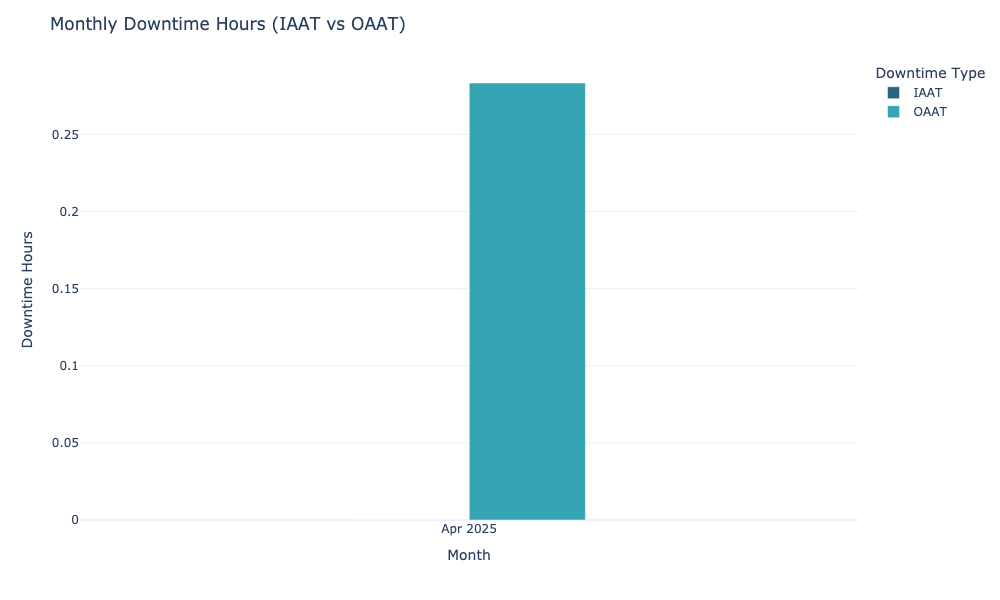 Monthly Downtime Hours (IAAT vs OAAT)
Downtime Type
IAAT
OAAT
Downtime Hours
0.25
0.2
0.15
0.1
0.05
0
Apr 2025
Month